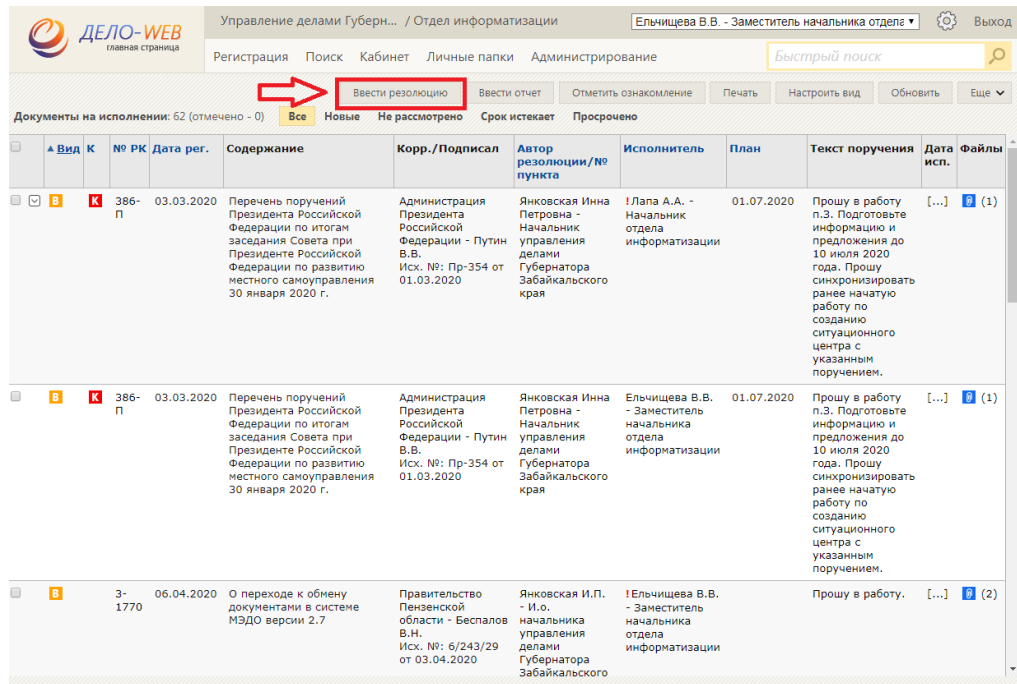 ДЕЛО-WEB
главная страница
Управление делами Губерн... / Отдел информатизации
Ельчищева В.В. - Заместитель начальника отдела
Выход
Регистрация Поиск Кабинет Личные папки Администрирование
Быстрый поиск
Ввести резолюцию Ввести отчет Отметить ознакомление Печать Настроить вид Обновить Еще
Документы на исполнении: 62 (отмечено - 0) Все Новые Не рассмотрено Срок истекает Просрочено
Вид К № РК Дата рег. Содержание Корр./Подписал
Автор
резолюции/№
пункта
Исполнитель План Текст поручения
Дата
исп.
Файлы
В К
386-
П
03.03.2020
Перечень поручений
Президента Российской
Федерации по итогам
заседания Совета при
Президенте Российской
Федерации по развитию
местного самоуправления
30 января 2020 г.
Администрация
Президента
Российской
Федерации - Путин
В.В.
Исх. №: Пр-354 от
01.03.2020
Янковская Инна
Петровна -
Начальник
управления
делами
Губернатора
Забайкальского
края
!Лапа А.А. -
Начальник
отдела
информатизации
01.07.2020
Прошу в работу
п.3. Подготовьте
информацию и
предложения до
10 июля 2020
года. Прошу
синхронизировать
ранее начатую
работу по
созданию
ситуационного
центра с
указанным
поручением.
[...]
@ (1)
В К
386-
П
03.03.2020
Перечень поручений
Президента Российской
Федерации по итогам
заседания Совета при
Президенте Российской
Федерации по развитию
местного самоуправления
30 января 2020 г.
Администрация
Президента
Российской
Федерации - Путин
В.В.
Исх. №: Пр-354 от
01.03.2020
Янковская Инна
Петровна -
Начальник
управления
делами
Губернатора
Забайкальского
края
Ельчищева В.В.
- Заместитель
начальника
отдела
информатизации
01.07.2020
Прошу в работу
п.3. Подготовьте
информацию и
предложения до
10 июля 2020
года. Прошу
синхронизировать
ранее начатую
работу по
созданию
ситуационного
центра с
указанным
поручением.
[...]
@ (1)
В
3-
1770
06.04.2020
О переходе к обмену
документами в системе
МЭДО версии 2.7
Правительство
Пензенской
области - Беспалов
В.Н.
Исх. №: 6/243/29
от 03.04.2020
Янковская И.П.
- И.о.
начальника
управления
делами
Губернатора
Забайкальского
!Ельчищева В.В.
- Заместитель
начальника
отдела
информатизации
Прошу в работу.
[...]
@ (2)